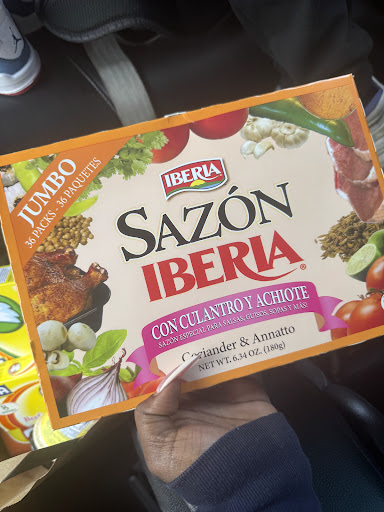 JUMBO
36 PACKS - 36 PAQUETES
IBERIA
SAZÓN
IBERIA®
CON CULANTRO Y ACHIOTE
SAZÓN ESPECIAL PARA SALSAS, GUISOS, SOPAS Y MÁS!
Coriander & Annatto
NET WT. 6.34 OZ. (180g)